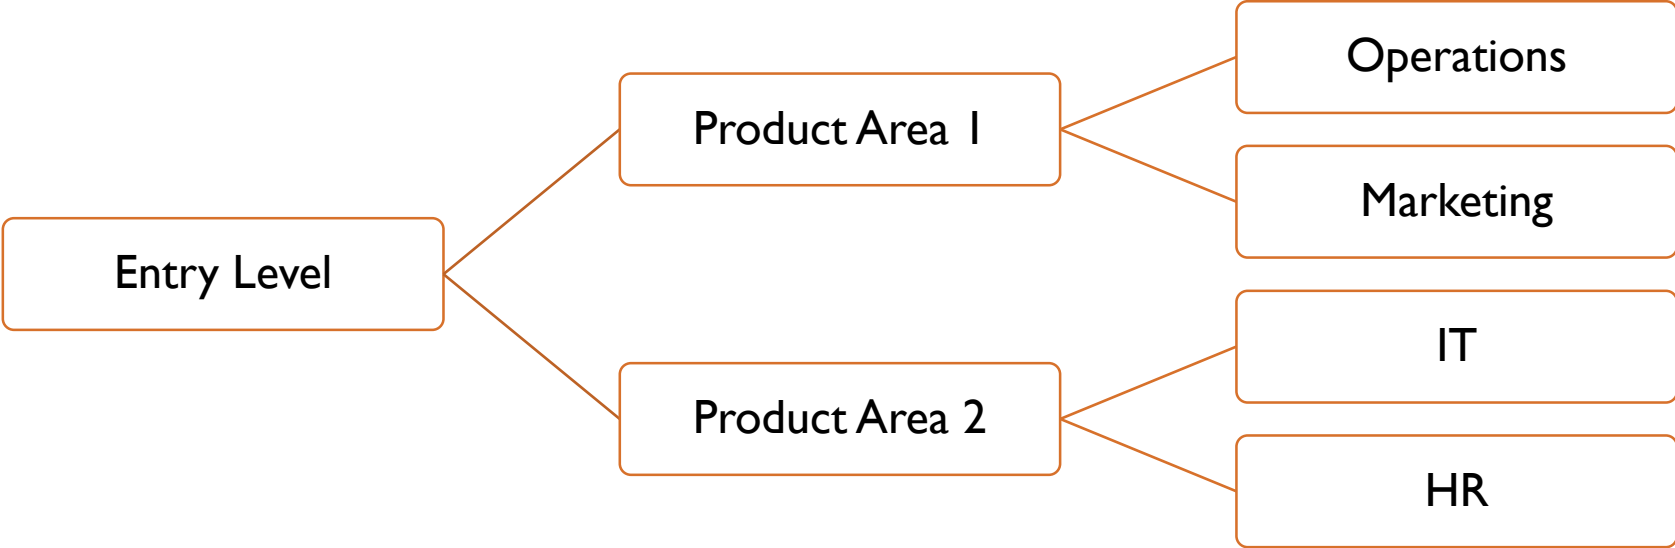 Entry Level
Product Area 1
Operations
Marketing
Product Area 2
IT
HR